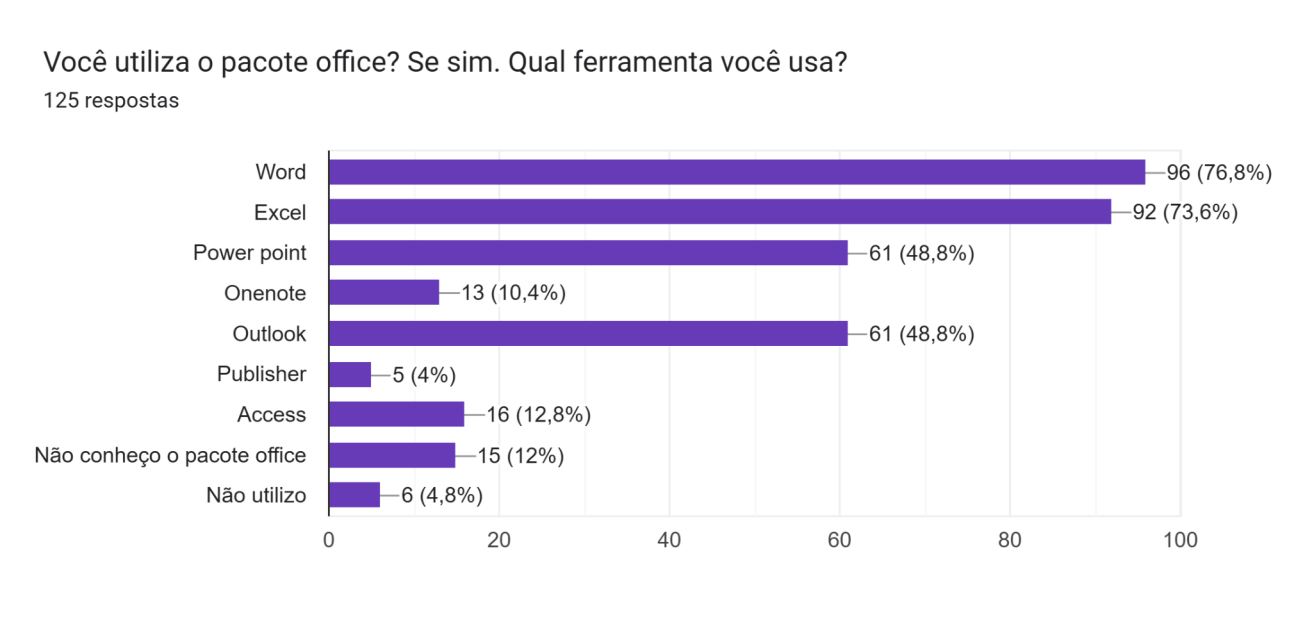 Você utiliza o pacote office? Se sim. Qual ferramenta você usa?
125 respostas
Word 96 (76,8%)
Excel 92 (73,6%)
Power point 61 (48,8%)
Onenote 13 (10,4%)
Outlook 61 (48,8%)
Publisher 5 (4%)
Access 16 (12,8%)
Não conheço o pacote office 15 (12%)
Não utilizo 6 (4,8%)
0 20 40 60 80 100